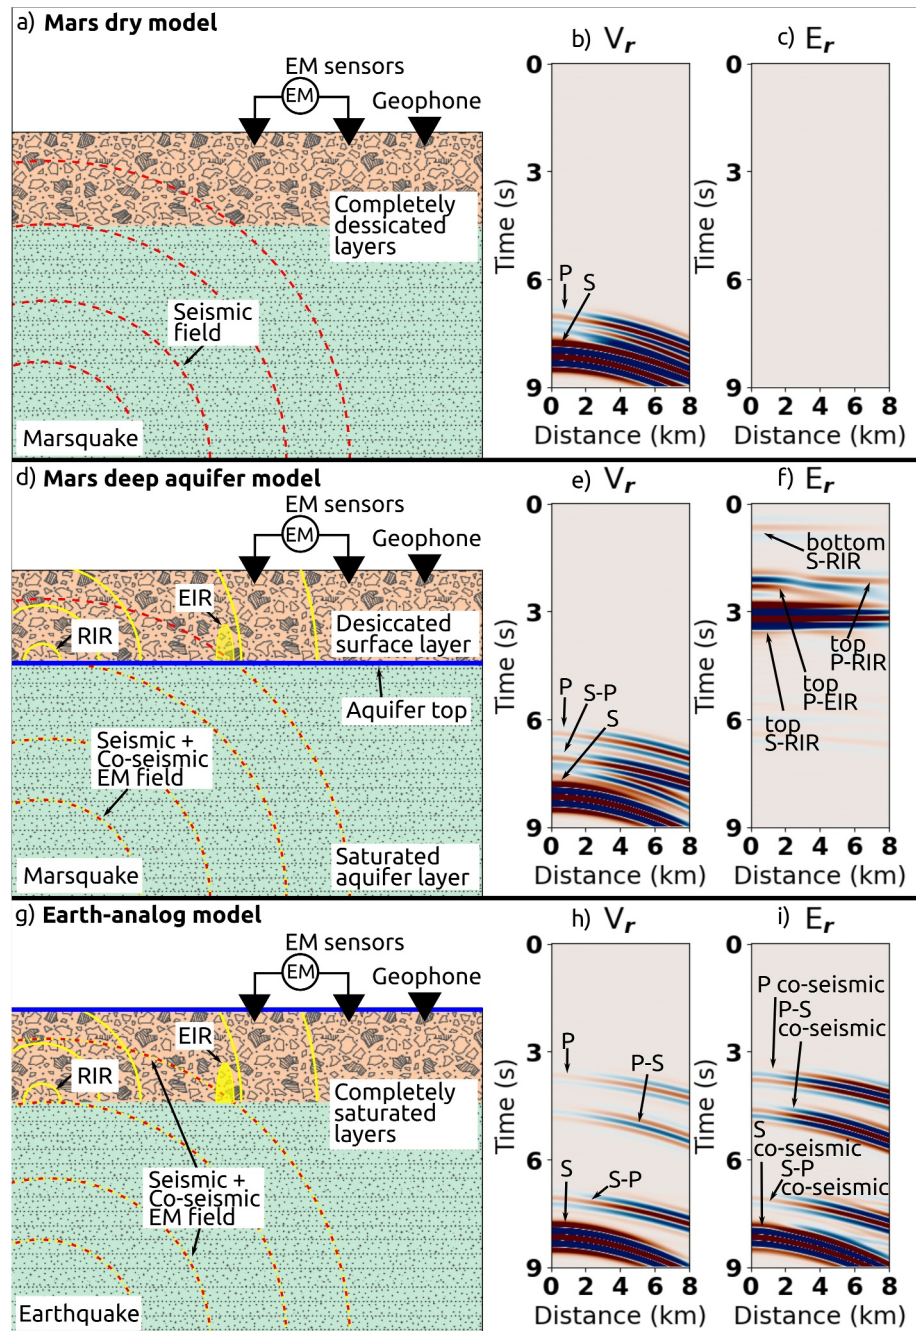 a) Mars dry model
EM sensors
EM
Geophone
Completely
dessicated
layers
Seismic
field
Marsquake
b) Vr
Time (s)
0
3
6
9
P
S
0 2 4 6 8
Distance (km)
c) Er
Time (s)
0
3
6
9
0 2 4 6 8
Distance (km)
d) Mars deep aquifer model
EM sensors
EM
Geophone
EIR
RIR
Desiccated
surface layer
Aquifer top
Seismic +
Co-seismic
EM field
Marsquake
Saturated
aquifer layer
e) Vr
Time (s)
0
3
6
9
P
S-P
S
0 2 4 6 8
Distance (km)
f) Er
Time (s)
0
3
6
9
bottom
S-RIR
top
P-RIR
top
P-EIR
top
S-RIR
0 2 4 6 8
Distance (km)
g) Earth-analog model
EM sensors
EM
Geophone
EIR
RIR
Completely
saturated
layers
Seismic +
Co-seismic
EM field
Earthquake
h) Vr
Time (s)
0
3
6
9
P
P-S
S
S-P
0 2 4 6 8
Distance (km)
i) Er
Time (s)
0
3
6
9
P co-seismic
P-S
co-seismic
S
co-seismic
S-P
co-seismic
0 2 4 6 8
Distance (km)